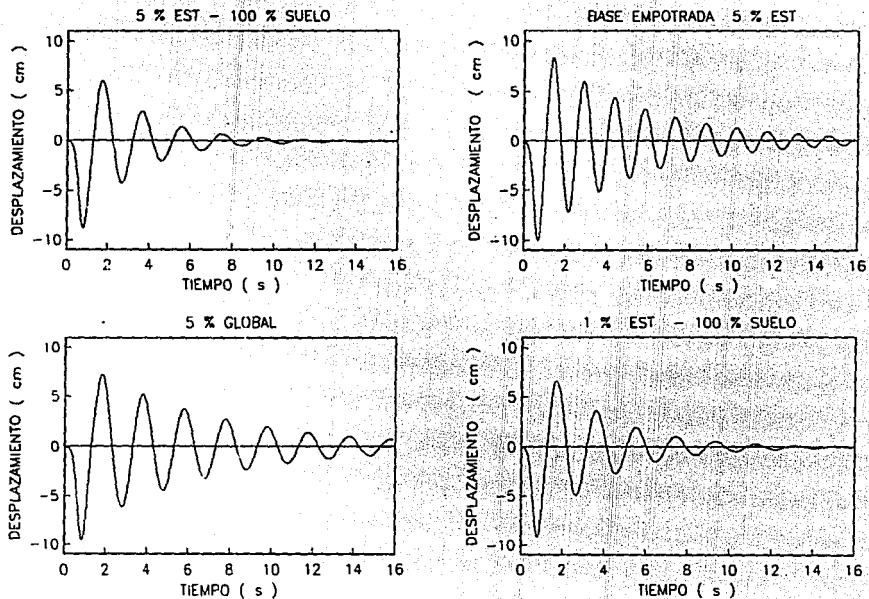 5 % EST - 100 % SUELO
DESPLAZAMIENTO ( cm )
10
5
0
-5
-10
0 2 4 6 8 10 12 14 16
TIEMPO ( s )
BASE EMPOTRADA 5 % EST
DESPLAZAMIENTO ( cm )
10
5
0
-5
-10
0 2 4 6 8 10 12 14 16
TIEMPO ( s )
5 % GLOBAL
DESPLAZAMIENTO ( cm )
10
5
0
-5
-10
0 2 4 6 8 10 12 14 16
TIEMPO ( s )
1 % EST - 100 % SUELO
DESPLAZAMIENTO ( cm )
10
5
0
-5
-10
0 2 4 6 8 10 12 14 16
TIEMPO ( s )